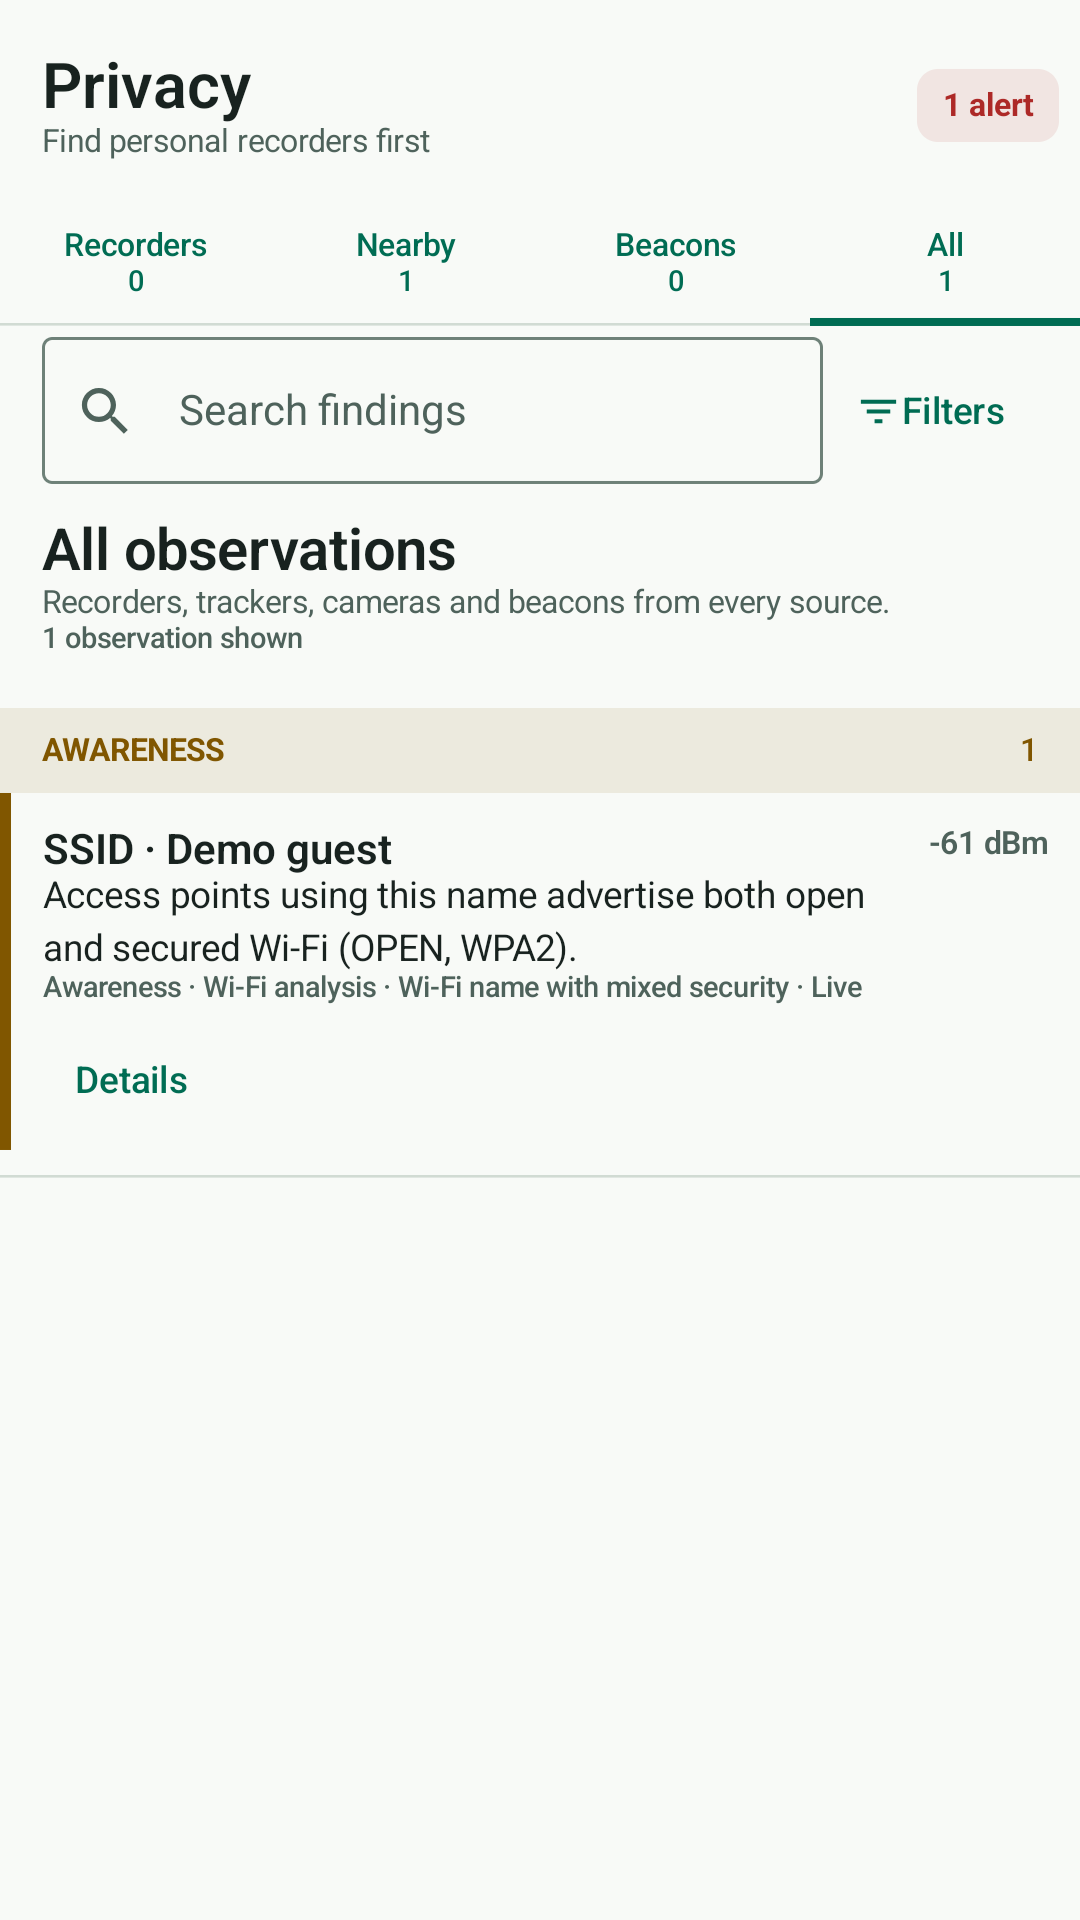 Privacy
1 alert
Find personal recorders first
Recorders
0
Nearby
1
Beacons
0
All
1
Search findings
Filters
All observations
Recorders, trackers, cameras and beacons from every source.
1 observation shown
AWARENESS
1
SSID · Demo guest
-61 dBm
Access points using this name advertise both open
and secured Wi-Fi (OPEN, WPA2).
Awareness · Wi-Fi analysis · Wi-Fi name with mixed security · Live
Details